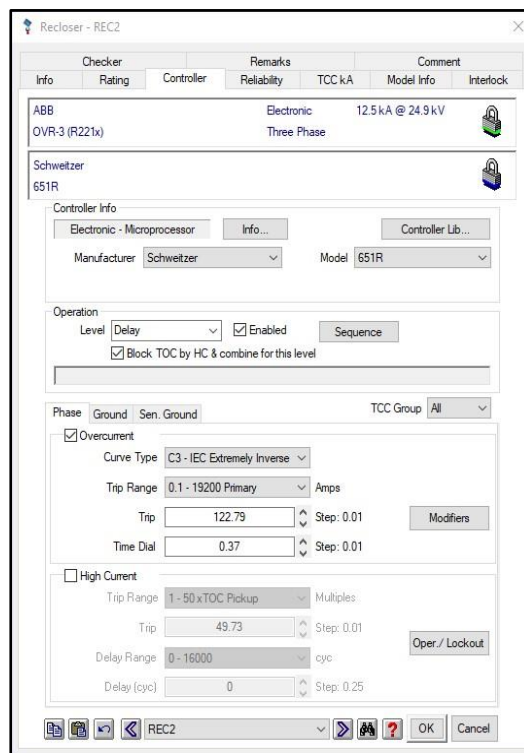 Recloser - REC2
Checker Remarks Comment
Info Rating Controller Reliability TCC kA Model Info Interlock
ABB Electronic 12.5 kA @ 24.9 kV
OVR-3 (R221x) Three Phase
Schweitzer
651R
Controller Info
Electronic - Microprocessor Info... Controller Lib...
Manufacturer Schweitzer Model 651R
Operation
Level Delay Enabled Sequence
Block TOC by HC & combine for this level
Phase Ground Sen. Ground TCC Group All
Overcurrent
Curve Type C3 - IEC Extremely Inverse
Trip Range 0.1 - 19200 Primary Amps
Trip 122.79 Step: 0.01 Modifiers
Time Dial 0.37 Step: 0.01
High Current
Trip Range 1 - 50 xTOC Pickup Multiples
Trip 49.73 Step: 0.01
Oper./ Lockout
Delay Range 0 - 16000 cyc
Delay (cyc) 0 Step: 0.25
REC2 ? OK Cancel